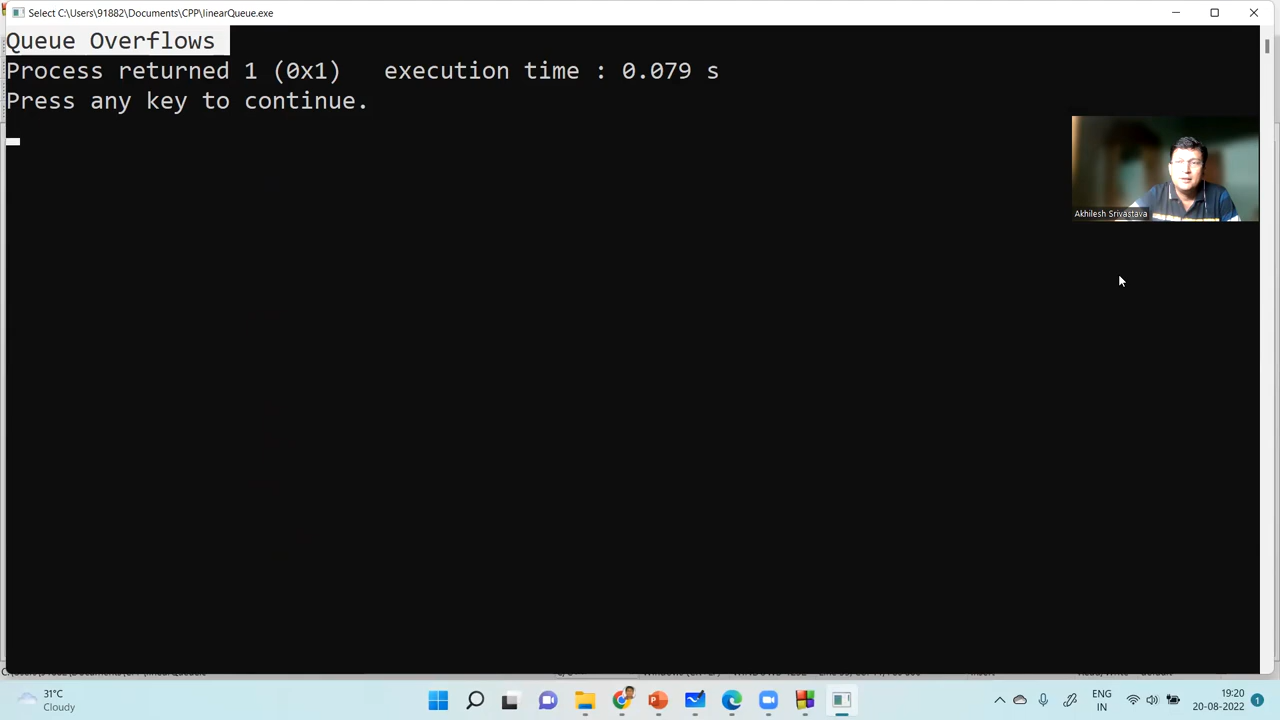 Select C:\Users\91882\Documents\CPP\linearQueue.exe
Queue Overflows
Process returned 1 (0x1)   execution time : 0.079 s
Press any key to continue.
Akhilesh Srivastava
31°C
Cloudy
ENG
IN
19:20
20-08-2022
1